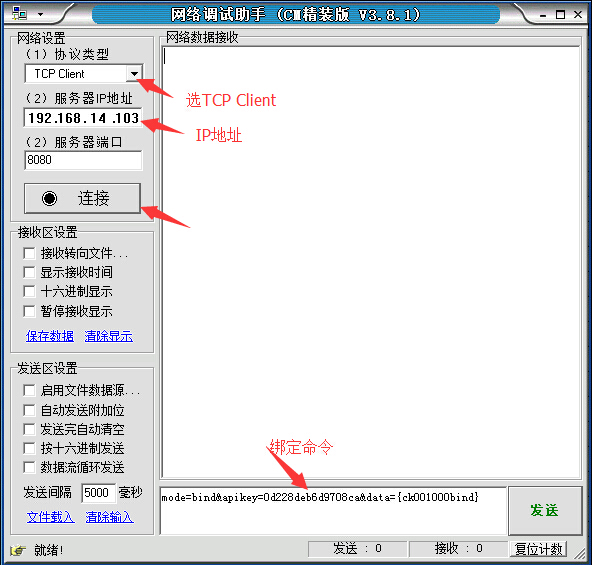 网络调试助手 (CM精装版 V3.8.1)
网络设置
(1) 协议类型
TCP Client
(2) 服务器IP地址
192.168.14 .103
(2) 服务器端口
8080
连接
接收区设置
接收转向文件...
显示接收时间
十六进制显示
暂停接收显示
保存数据 清除显示
发送区设置
启用文件数据源...
自动发送附加位
发送完自动清空
按十六进制发送
数据流循环发送
发送间隔 5000 毫秒
文件载入 清除输入
网络数据接收
选TCP Client
IP地址
绑定命令
mode=bind&apikey=0d228deb6d9708ca&data={ck001000bind}
发送
就绪!
发送 : 0
接收 : 0
复位计数